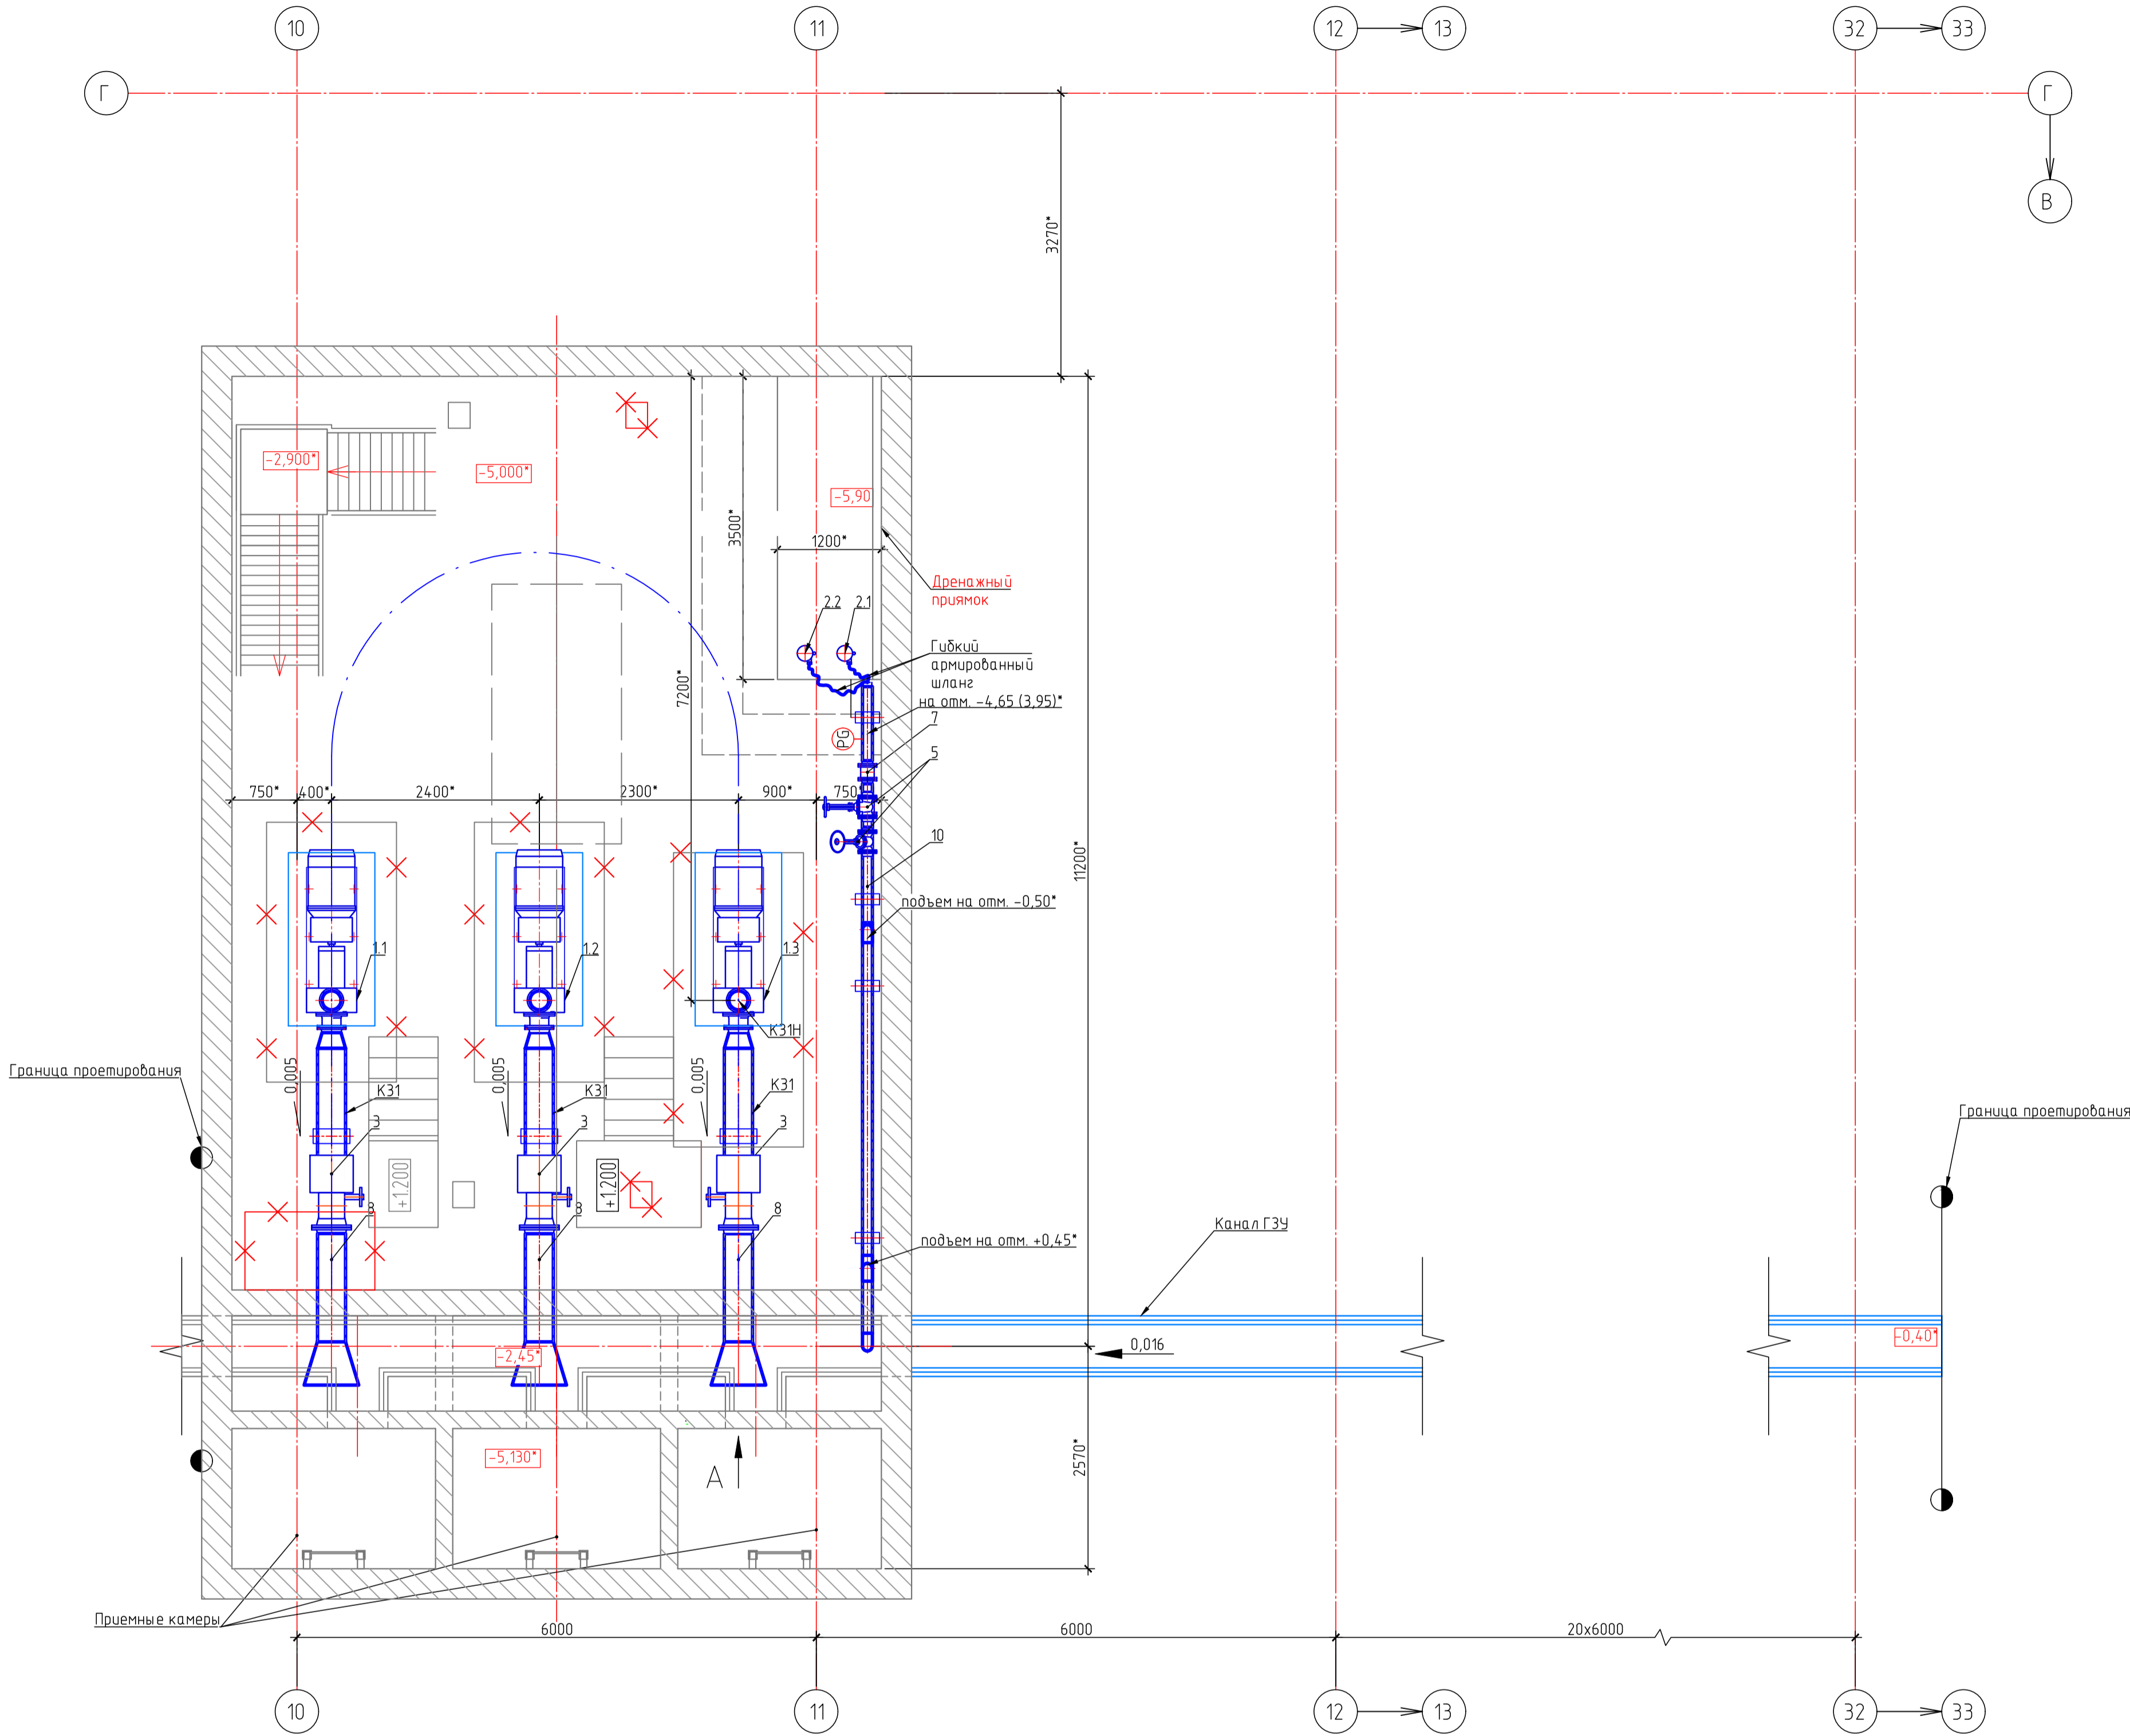 10
11
12
13
32
33
Г
Г
В
3270*
-2,900*
-5,000*
-5,90
3500*
1200*
Дренажный
приямок
2.2
2.1
Гибкий
армированный
шланг
на отм. -4,65 (3,95)*
7200*
7
PG
5
750*
400*
2400*
2300*
900*
750*
10
11200*
подъем на отм. -0,50*
1.1
1.2
1.3
К31Н
Граница проетирования
0,005
0,005
0,005
К31
К31
К31
3
3
3
Граница проетирования
+1.200
+1.200
8
8
8
Канал ГЗУ
подъем на отм. +0,45*
0,016
-0,40*
-2,45*
-5,130*
А
2570*
Приемные камеры
6000
6000
20х6000
10
11
12
13
32
33